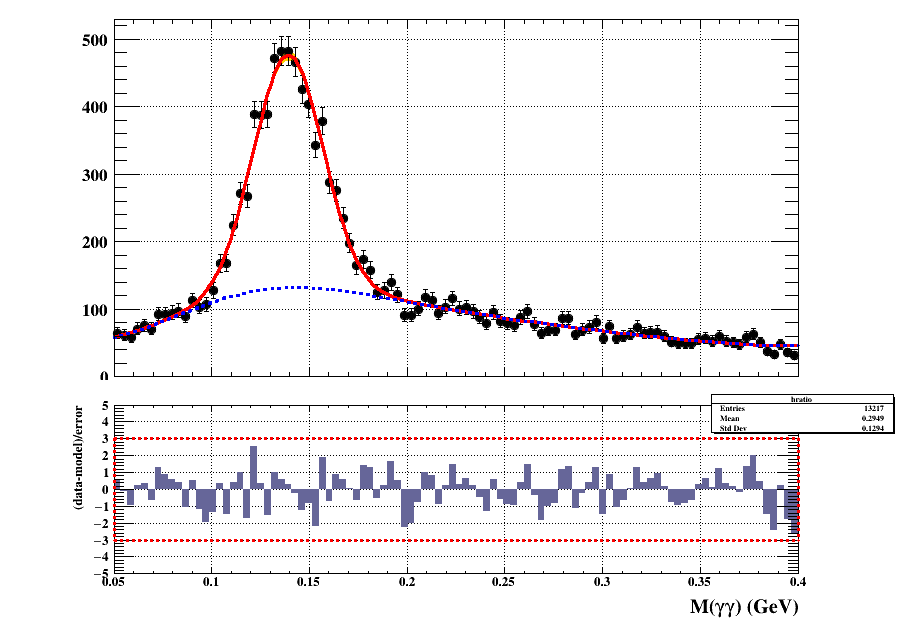 500
400
300
200
100
0
hratio
Entries 13217
Mean 0.2949
Std Dev 0.1294
(data-model)/error
5
4
3
2
1
0
−1
−2
−3
−4
−5
0.05 0.1 0.15 0.2 0.25 0.3 0.35 0.4
M(γγ) (GeV)